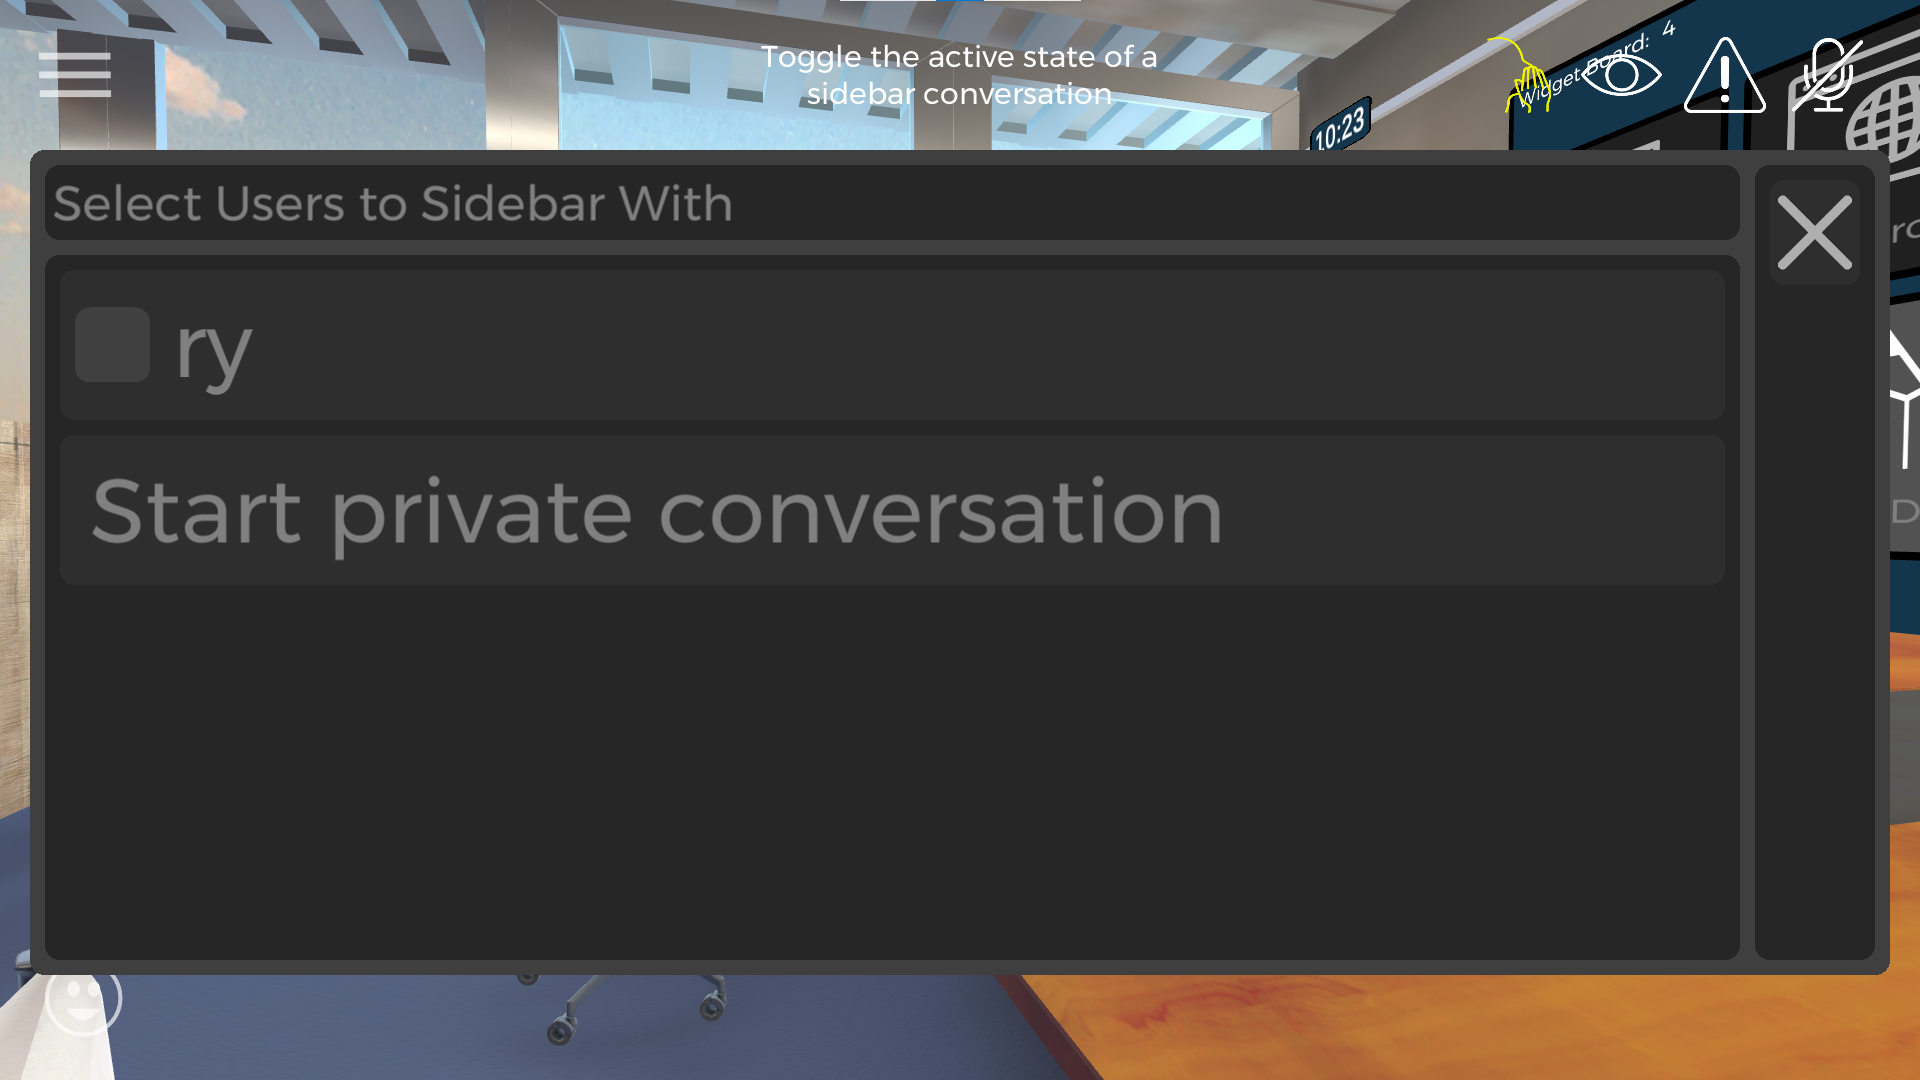 Toggle the active state of a
sidebar conversation
Widget Board: 4
10:23
Select Users to Sidebar With
ry
Start private conversation